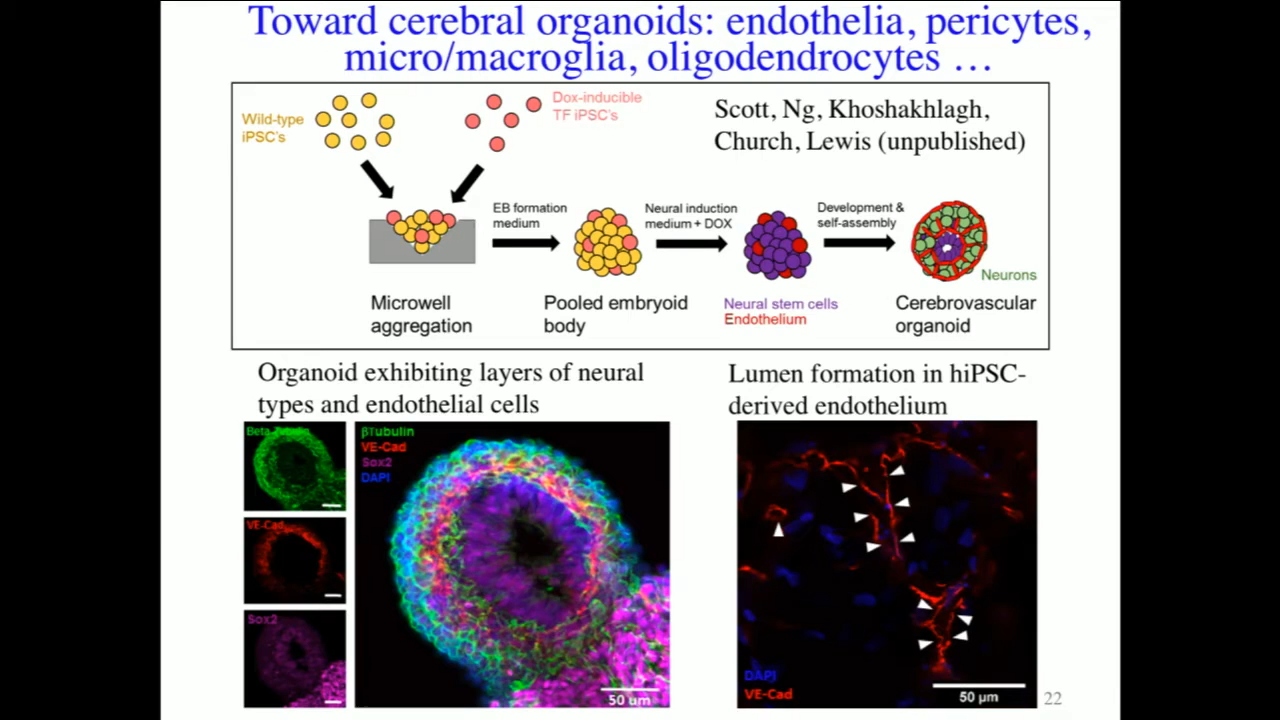 Toward cerebral organoids: endothelia, pericytes,
micro/macroglia, oligodendrocytes …
Wild-type
iPSC's
Dox-inducible
TF iPSC's
Scott, Ng, Khoshakhlagh,
Church, Lewis (unpublished)
EB formation
medium
Neural induction
medium + DOX
Development &
self-assembly
Neurons
Microwell
aggregation
Pooled embryoid
body
Neural stem cells
Endothelium
Cerebrovascular
organoid
Organoid exhibiting layers of neural
types and endothelial cells
Lumen formation in hiPSC-
derived endothelium
Beta-Tubulin
VE-Cad
Sox2
βTubulin
VE-Cad
Sox2
DAPI
50 um
DAPI
VE-Cad
50 μm
22